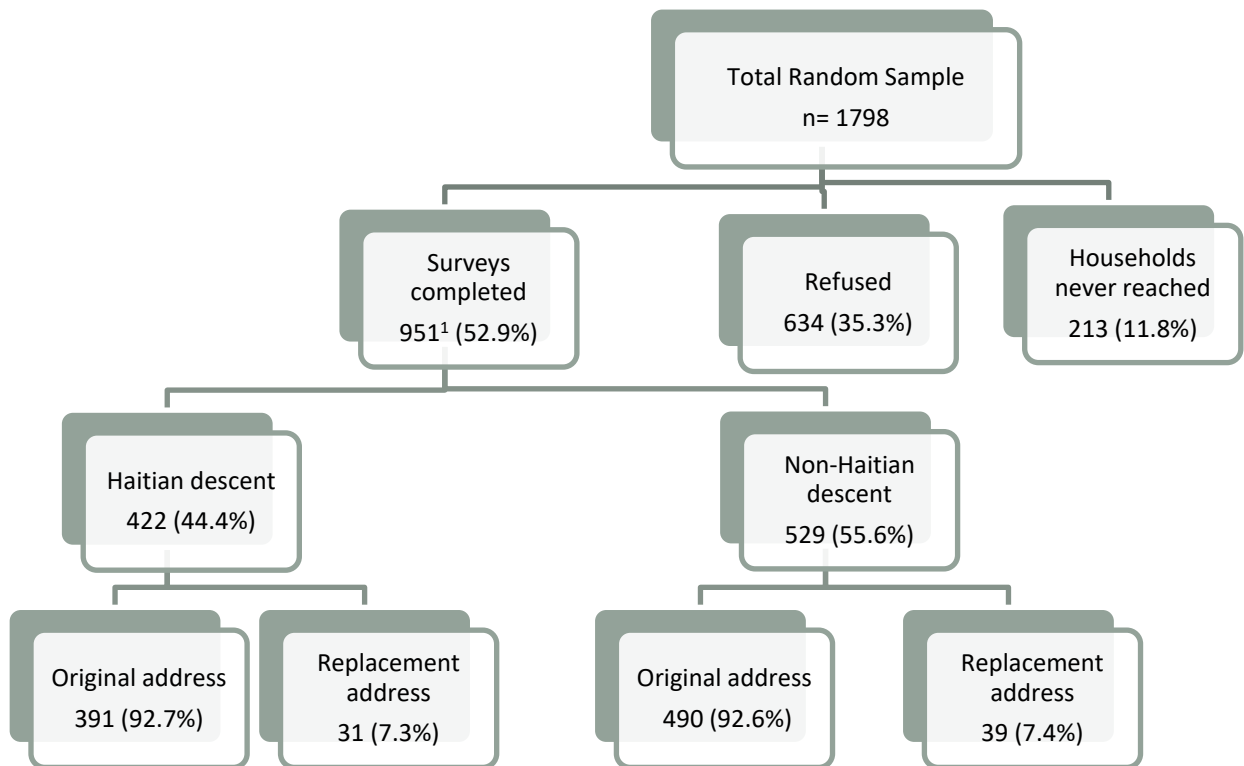 Total Random Sample
n= 1798
Surveys
completed
951¹ (52.9%)
Refused
634 (35.3%)
Households
never reached
213 (11.8%)
Haitian descent
422 (44.4%)
Non-Haitian
descent
529 (55.6%)
Original address
391 (92.7%)
Replacement
address
31 (7.3%)
Original address
490 (92.6%)
Replacement
address
39 (7.4%)